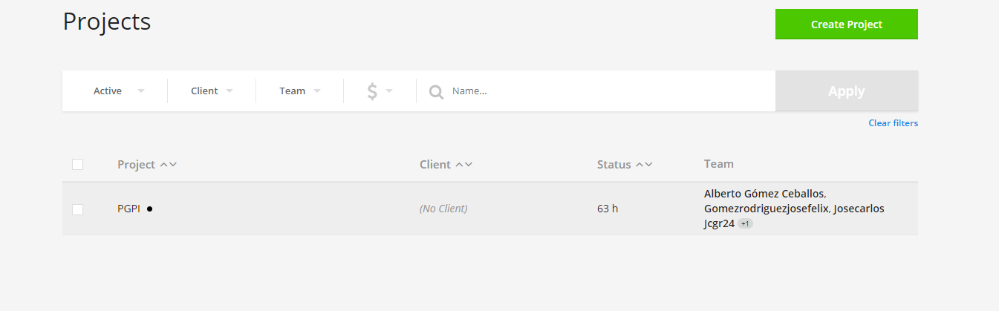 Projects
Create Project
Active Client Team $ Name... Apply
Clear filters
Project Client Status Team
PGPI (No Client) 63 h Alberto Gómez Ceballos,
Gomezrodriguezjosefelix, Josecarlos
Jcgr24 +1